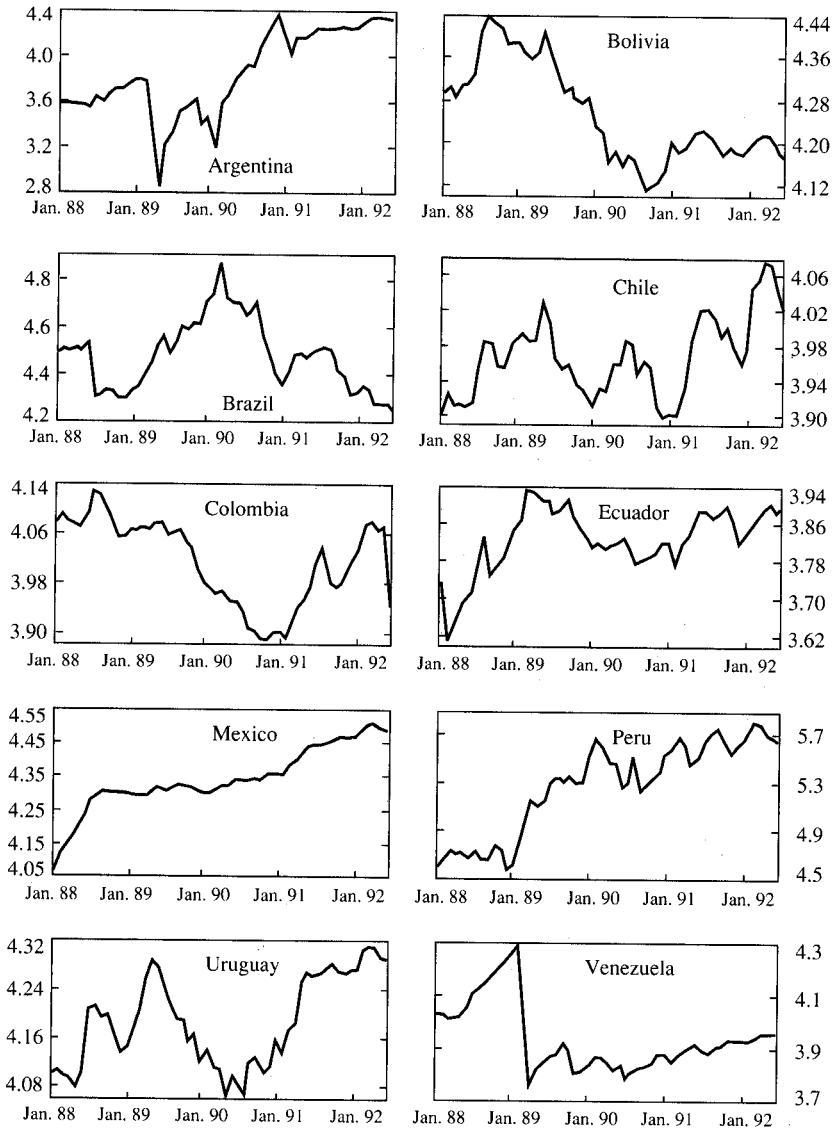 4.4
4.0
3.6
3.2
2.8
Argentina
Jan. 88 Jan. 89 Jan. 90 Jan. 91 Jan. 92
4.44
4.36
4.28
4.20
4.12
Bolivia
Jan. 88 Jan. 89 Jan. 90 Jan. 91 Jan. 92
4.8
4.6
4.4
4.2
Brazil
Jan. 88 Jan. 89 Jan. 90 Jan. 91 Jan. 92
4.06
4.02
3.98
3.94
3.90
Chile
Jan. 88 Jan. 89 Jan. 90 Jan. 91 Jan. 92
4.14
4.06
3.98
3.90
Colombia
Jan. 88 Jan. 89 Jan. 90 Jan. 91 Jan. 92
3.94
3.86
3.78
3.70
3.62
Ecuador
Jan. 88 Jan. 89 Jan. 90 Jan. 91 Jan. 92
4.55
4.45
4.35
4.25
4.15
4.05
Mexico
Jan. 88 Jan. 89 Jan. 90 Jan. 91 Jan. 92
5.7
5.3
4.9
4.5
Peru
Jan. 88 Jan. 89 Jan. 90 Jan. 91 Jan. 92
4.32
4.24
4.16
4.08
Uruguay
Jan. 88 Jan. 89 Jan. 90 Jan. 91 Jan. 92
4.3
4.1
3.9
3.7
Venezuela
Jan. 88 Jan. 89 Jan. 90 Jan. 91 Jan. 92